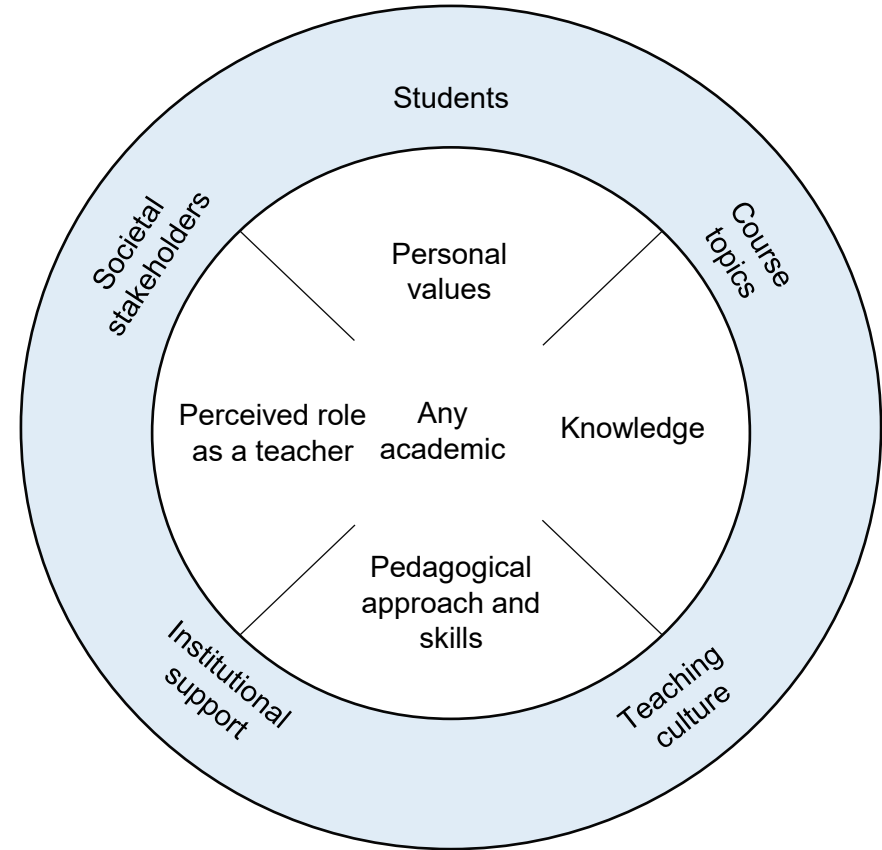 Students
Societal
stakeholders
Course
topics
Personal
values
Perceived role
as a teacher
Any
academic
Knowledge
Pedagogical
approach and
skills
Institutional
support
Teaching
culture